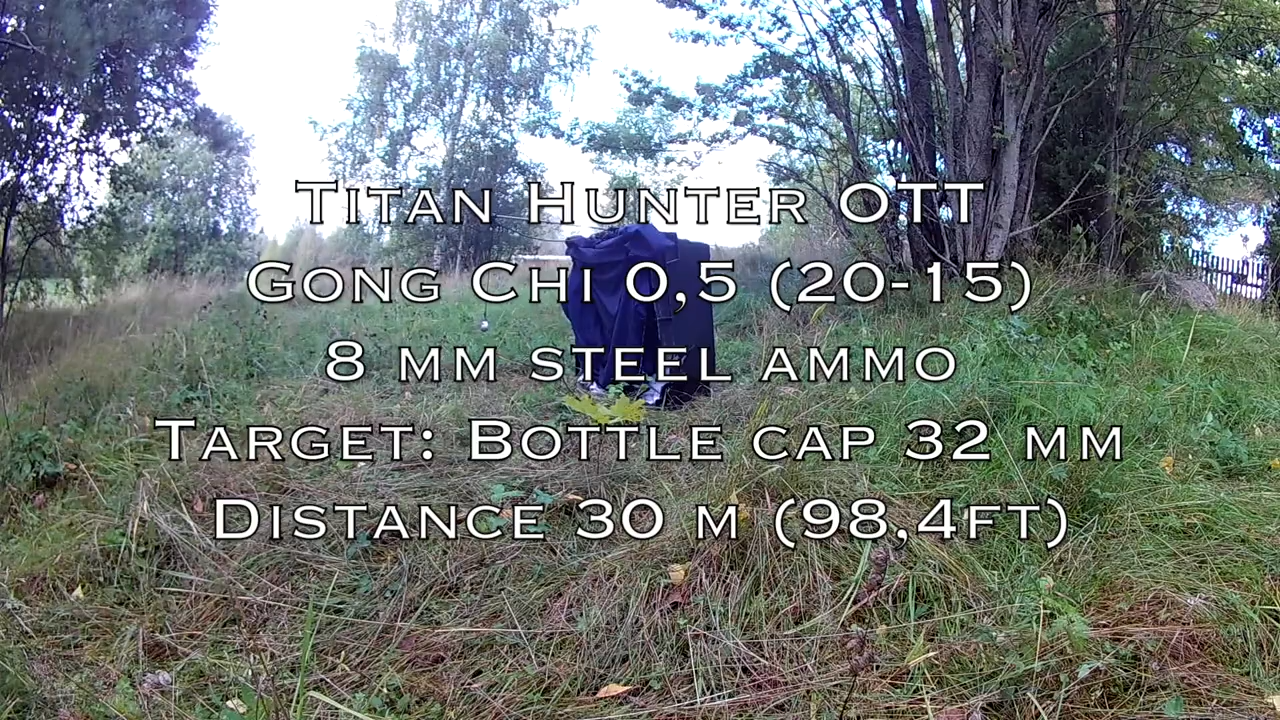 Titan Hunter OTT
Gong Chi 0,5 (20-15)
8 mm steel ammo
Target: Bottle cap 32 mm
Distance 30 m (98,4ft)